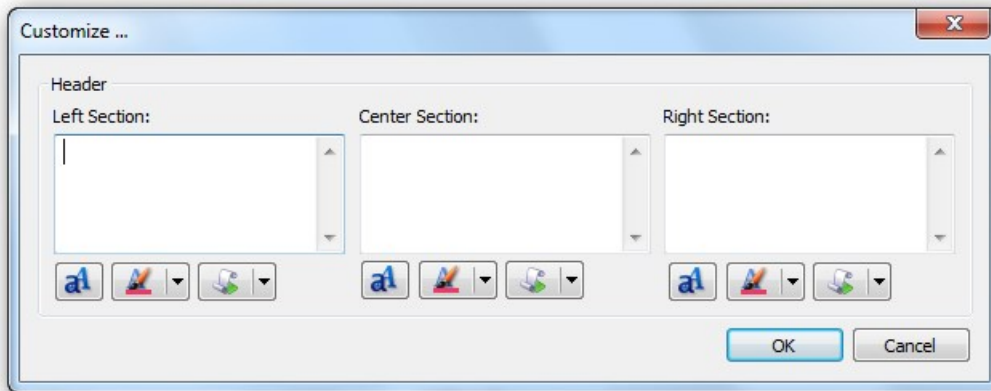 Customize ...
Header
Left Section:
Center Section:
Right Section:
OK
Cancel